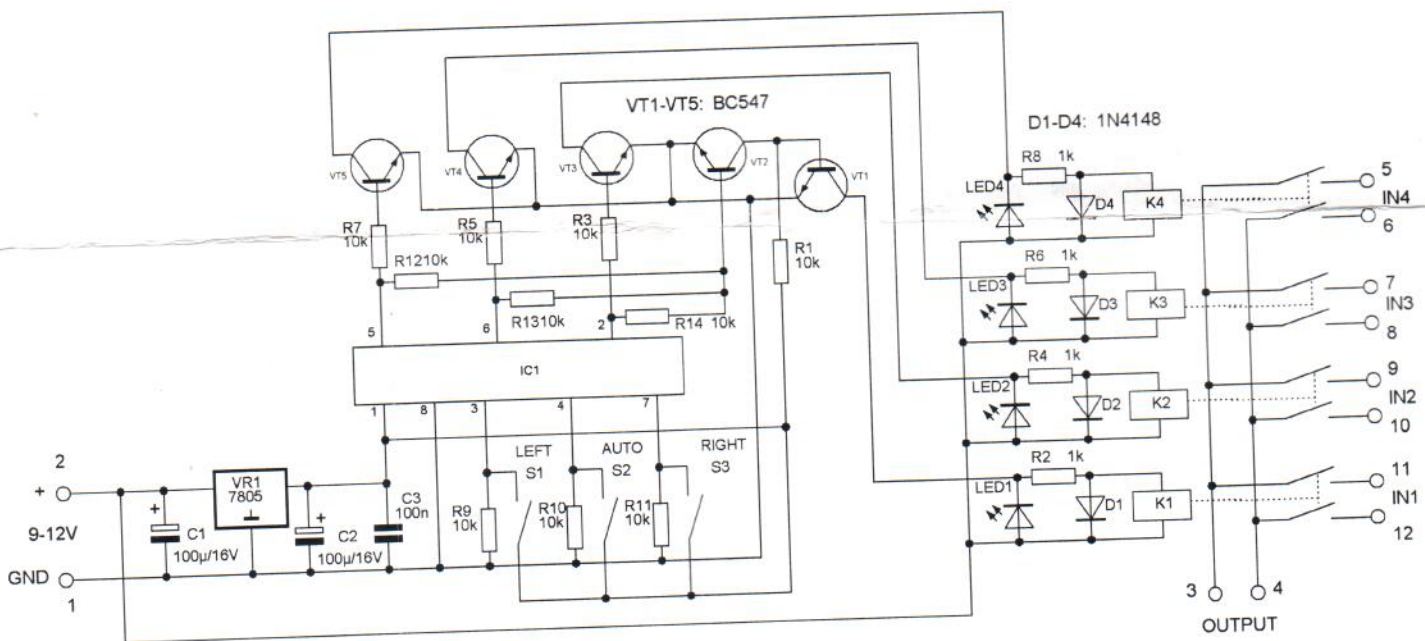 VT1-VT5: BC547
D1-D4: 1N4148
VT5
VT4
VT3
VT2
VT1
R7
10k
R5
10k
R3
10k
R1
10k
R1210k
R1310k
R14 10k
5
6
2
IC1
1
8
3
4
7
LEFT
S1
AUTO
S2
RIGHT
S3
2
+
9-12V
GND
1
VR1
7805
+
C1
100µ/16V
+
C2
100µ/16V
C3
100n
R9
10k
R10
10k
R11
10k
R8 1k
LED4
D4
K4
5
IN4
6
R6 1k
LED3
D3
K3
7
IN3
8
R4 1k
LED2
D2
K2
9
IN2
10
R2 1k
LED1
D1
K1
11
IN1
12
3
4
OUTPUT